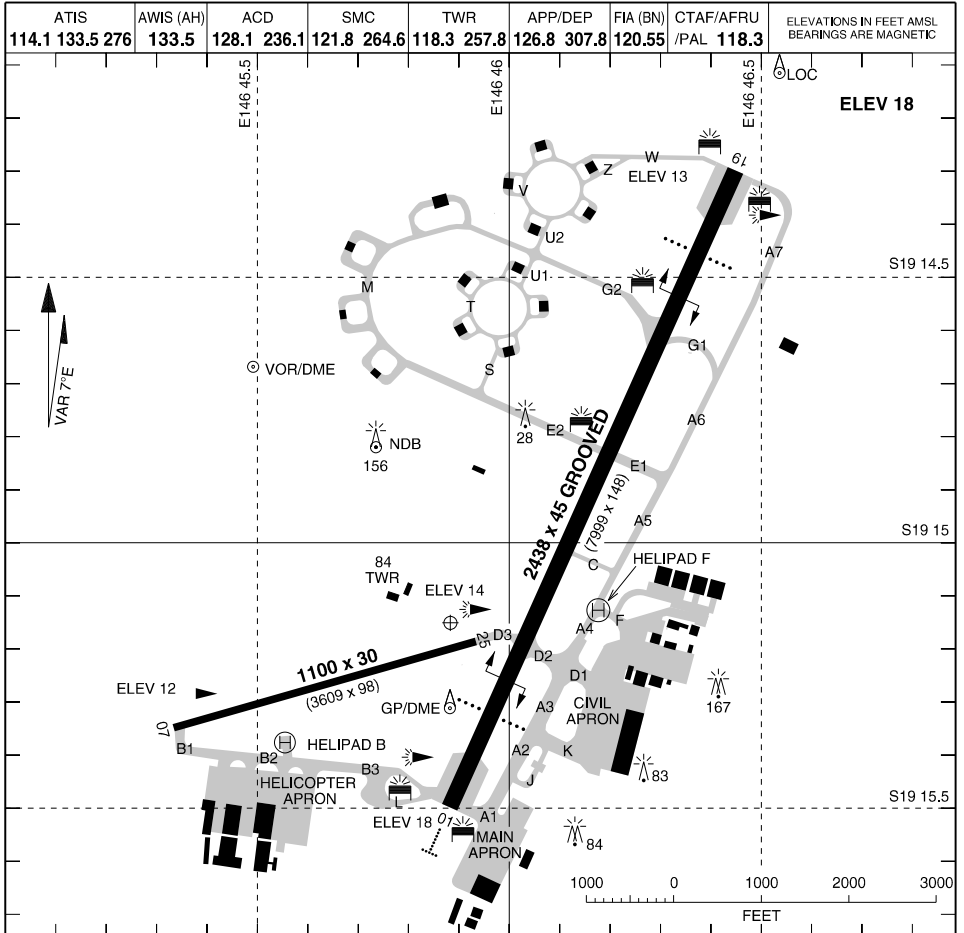 ATIS
114.1 133.5 276
AWIS (AH)
133.5
ACD
128.1 236.1
SMC
121.8 264.6
TWR
118.3 257.8
APP/DEP
126.8 307.8
FIA (BN)
120.55
CTAF/AFRU
/PAL 118.3
ELEVATIONS IN FEET AMSL
BEARINGS ARE MAGNETIC
E146 45.5
E146 46
E146 46.5
LOC
ELEV 18
19
W
Z
ELEV 13
V
U2
A7
S19 14.5
U1
M
T
G2
G1
VAR 7°E
VOR/DME
S
A6
28
E2
NDB
156
E1
2438 x 45 GROOVED
(7999 x 148)
A5
S19 15
C
HELIPAD F
84
TWR
ELEV 14
A4
F
25
D3
D2
1100 x 30
(3609 x 98)
D1
ELEV 12
167
GP/DME
CIVIL
APRON
A3
07
B1
HELIPAD B
B2
A2
K
B3
J
83
HELICOPTER
APRON
L
S19 15.5
ELEV 18
01
A1
MAIN
APRON
84
1000
0
1000
2000
3000
FEET
H
H